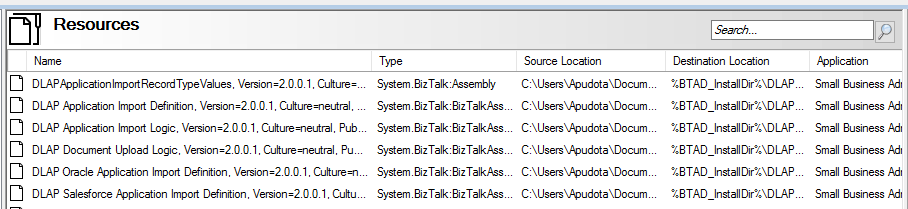 Resources
Search...
Name Type Source Location Destination Location Application
DLAPApplicationImportRecordTypeValues, Version=2.0.0.1, Culture=... System.BizTalk:Assembly C:\Users\Apudota\Docum... %BTAD_InstallDir%\DLAP... Small Business Adr
DLAP Application Import Definition, Version=2.0.0.1, Culture=neutral, ... System.BizTalk:BizTalkAss... C:\Users\Apudota\Docum... %BTAD_InstallDir%\DLAP... Small Business Adr
DLAP Application Import Logic, Version=2.0.0.1, Culture=neutral, Pub... System.BizTalk:BizTalkAss... C:\Users\Apudota\Docum... %BTAD_InstallDir%\DLAP... Small Business Adr
DLAP Document Upload Logic, Version=2.0.0.1, Culture=neutral, Pu... System.BizTalk:BizTalkAss... C:\Users\Apudota\Docum... %BTAD_InstallDir%\DLAP... Small Business Adr
DLAP Oracle Application Import Definition, Version=2.0.0.1, Culture=n... System.BizTalk:BizTalkAss... C:\Users\Apudota\Docum... %BTAD_InstallDir%\DLAP... Small Business Adr
DLAP Salesforce Application Import Definition, Version=2.0.0.1, Cultu... System.BizTalk:BizTalkAss... C:\Users\Apudota\Docum... %BTAD_InstallDir%\DLAP... Small Business Adr